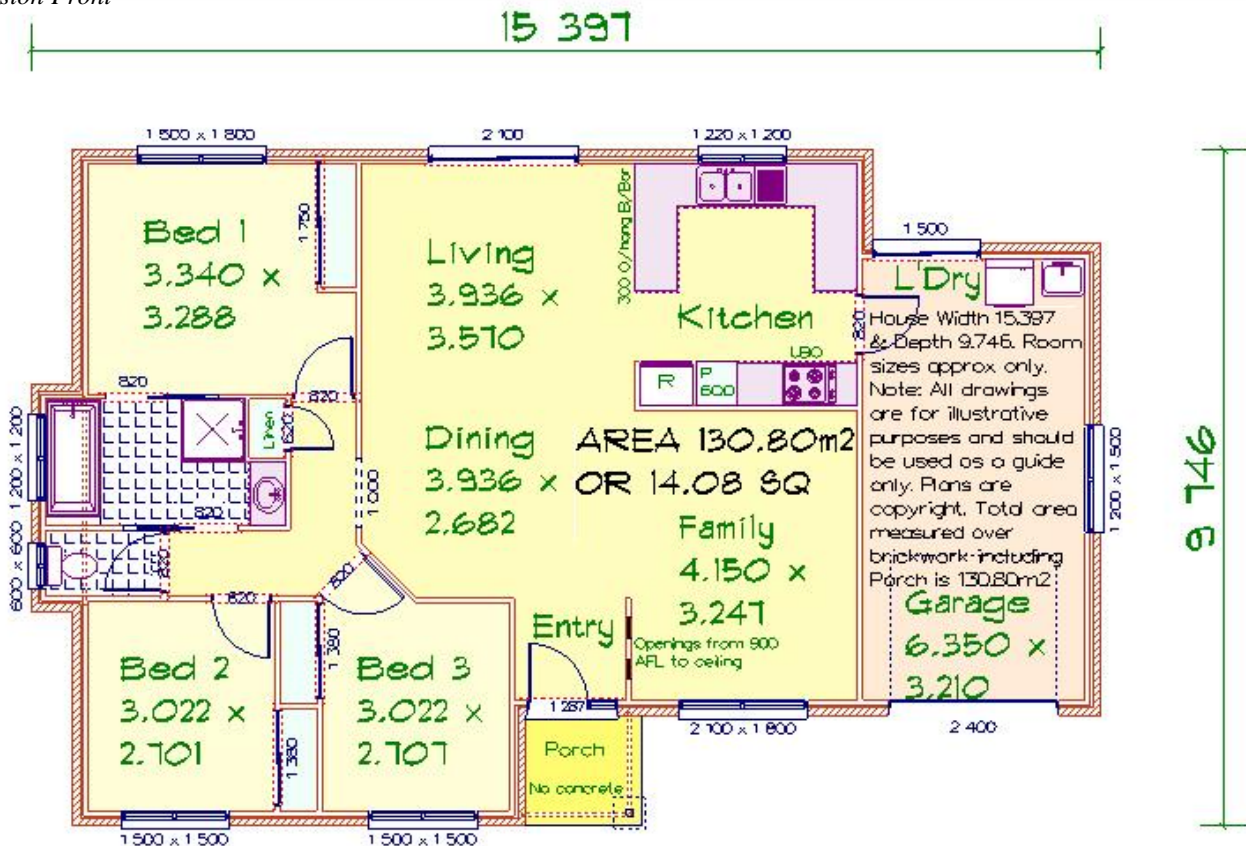 15 397
1 500 x 1 800
2 100
1 220 x 1 200
1 500
Bed 1
3.340 x
3.288
1 750
Living
3.936 x
3.570
300 O/hang B/Bar
Kitchen
820
L'Dry
House Width 15.397
& Depth 9.746. Room
sizes approx only.
Note: All drawings
are for illustrative
purposes and should
be used as a guide
only. Plans are
copyright. Total area
measured over
brickwork-including
Porch is 130.80m2
R
P
600
UBO
820
820
Linen
620
1 200 x 1 200
820
600 x 600
820
1 000
Dining
3.936 x
2.682
AREA 130.80m2
OR 14.08 SQ
Family
4.150 x
3.247
Openings from 900
AFL to ceiling
1 200 x 1 500
9 746
Garage
6.350 x
3.210
2 400
820
820
Bed 2
3.022 x
2.701
1 380
1 380
Bed 3
3.022 x
2.707
Entry
1 267
Porch
No concrete
2 100 x 1 800
1 500 x 1 500
1 500 x 1 500